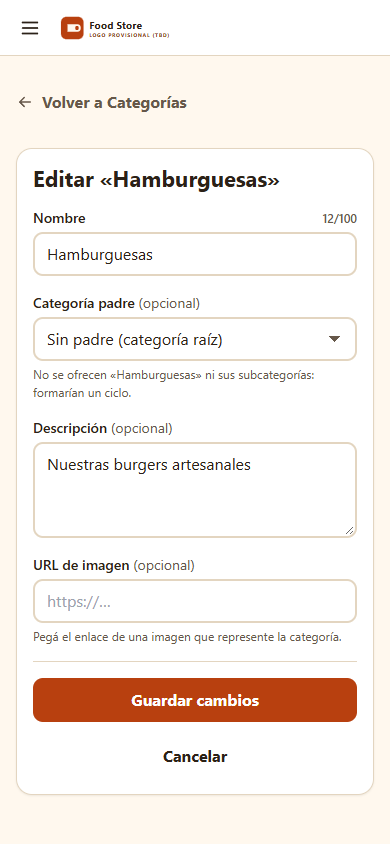 Food Store
LOGO PROVISIONAL (TBD)
Volver a Categorías
Editar «Hamburguesas»
Nombre
12/100
Hamburguesas
Categoría padre (opcional)
Sin padre (categoría raíz)
No se ofrecen «Hamburguesas» ni sus subcategorías:
formarían un ciclo.
Descripción (opcional)
Nuestras burgers artesanales
URL de imagen (opcional)
https://...
Pegá el enlace de una imagen que represente la categoría.
Guardar cambios
Cancelar